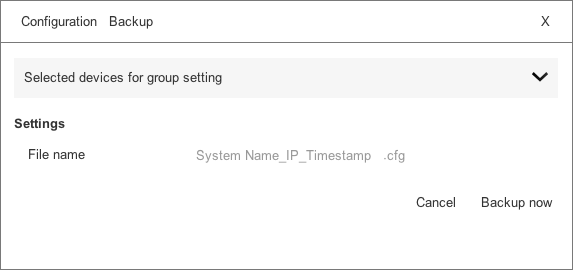 Configuration Backup X
Selected devices for group setting
Settings
File name System Name_IP_Timestamp .cfg
Cancel Backup now